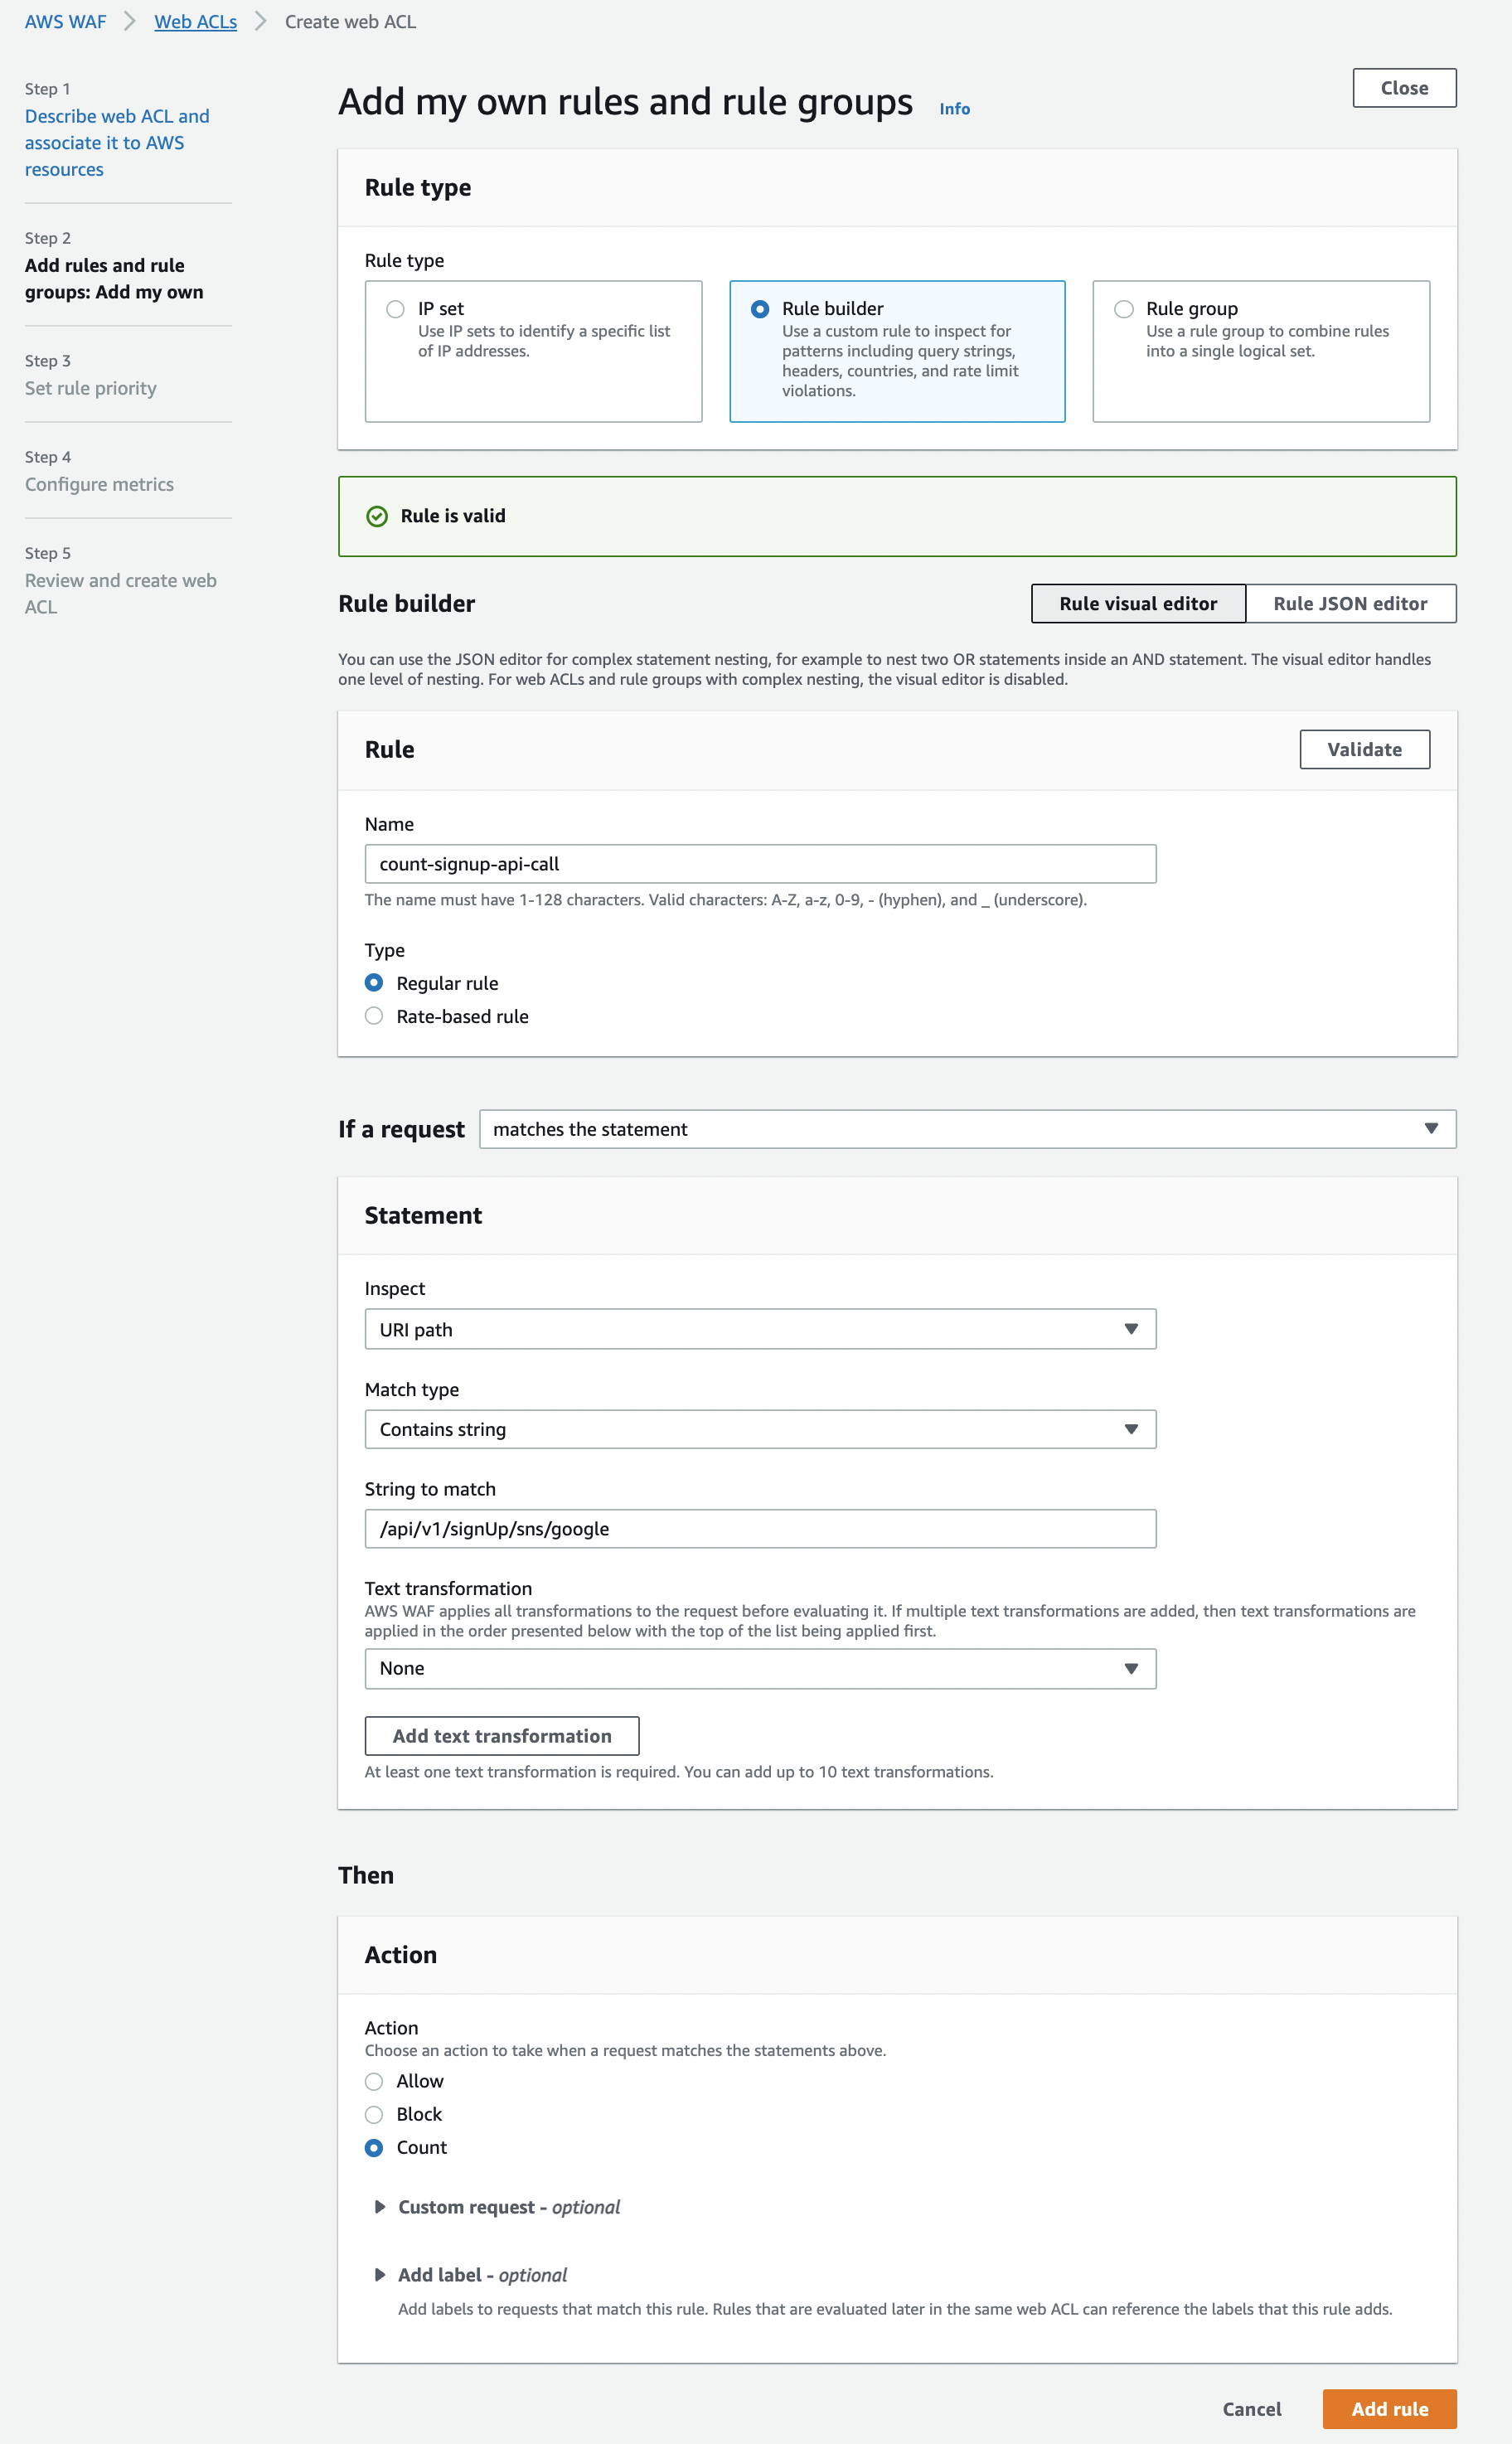 AWS WAF
Web ACLs
Create web ACL
Step 1
Describe web ACL and
associate it to AWS
resources
Step 2
Add rules and rule
groups: Add my own
Step 3
Set rule priority
Step 4
Configure metrics
Step 5
Review and create web
ACL
Add my own rules and rule groups Info
Close
Rule type
Rule type
IP set
Use IP sets to identify a specific list
of IP addresses.
Rule builder
Use a custom rule to inspect for
patterns including query strings,
headers, countries, and rate limit
violations.
Rule group
Use a rule group to combine rules
into a single logical set.
Rule is valid
Rule builder
Rule visual editor
Rule JSON editor
You can use the JSON editor for complex statement nesting, for example to nest two OR statements inside an AND statement. The visual editor handles
one level of nesting. For web ACLs and rule groups with complex nesting, the visual editor is disabled.
Rule
Validate
Name
count-signup-api-call
The name must have 1-128 characters. Valid characters: A-Z, a-z, 0-9, - (hyphen), and _ (underscore).
Type
Regular rule
Rate-based rule
If a request
matches the statement
Statement
Inspect
URI path
Match type
Contains string
String to match
/api/v1/signUp/sns/google
Text transformation
AWS WAF applies all transformations to the request before evaluating it. If multiple text transformations are added, then text transformations are
applied in the order presented below with the top of the list being applied first.
None
Add text transformation
At least one text transformation is required. You can add up to 10 text transformations.
Then
Action
Action
Choose an action to take when a request matches the statements above.
Allow
Block
Count
Custom request - optional
Add label - optional
Add labels to requests that match this rule. Rules that are evaluated later in the same web ACL can reference the labels that this rule adds.
Cancel
Add rule